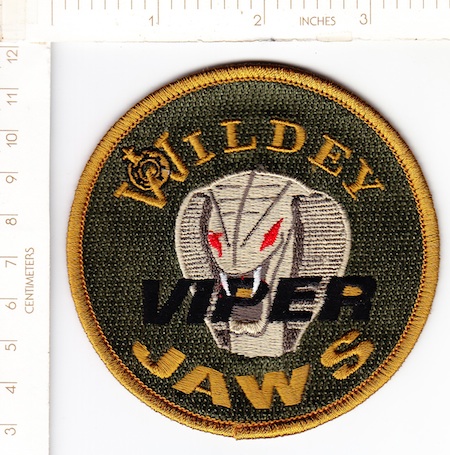 1 2 INCHES 3
12
11
10
9
8
7
6
5
4
3
CENTIMETERS
WILDEY
VIPER
JAWS